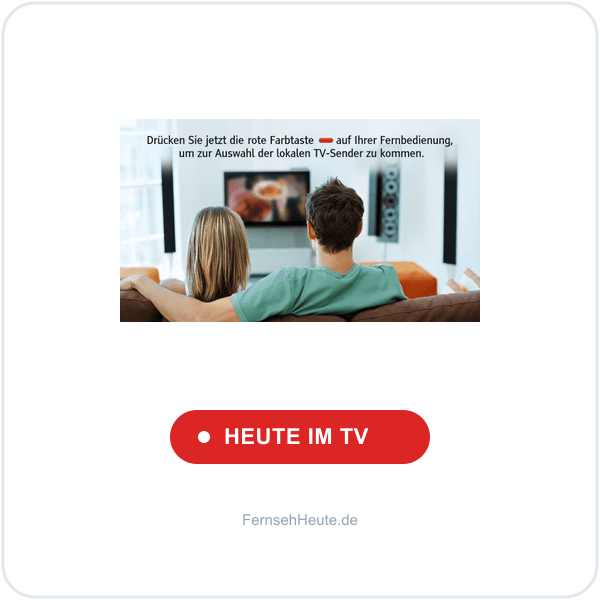 Drücken Sie jetzt die rote Farbtaste auf Ihrer Fernbedienung,
um zur Auswahl der lokalen TV-Sender zu kommen.
HEUTE IM TV
FernsehHeute.de